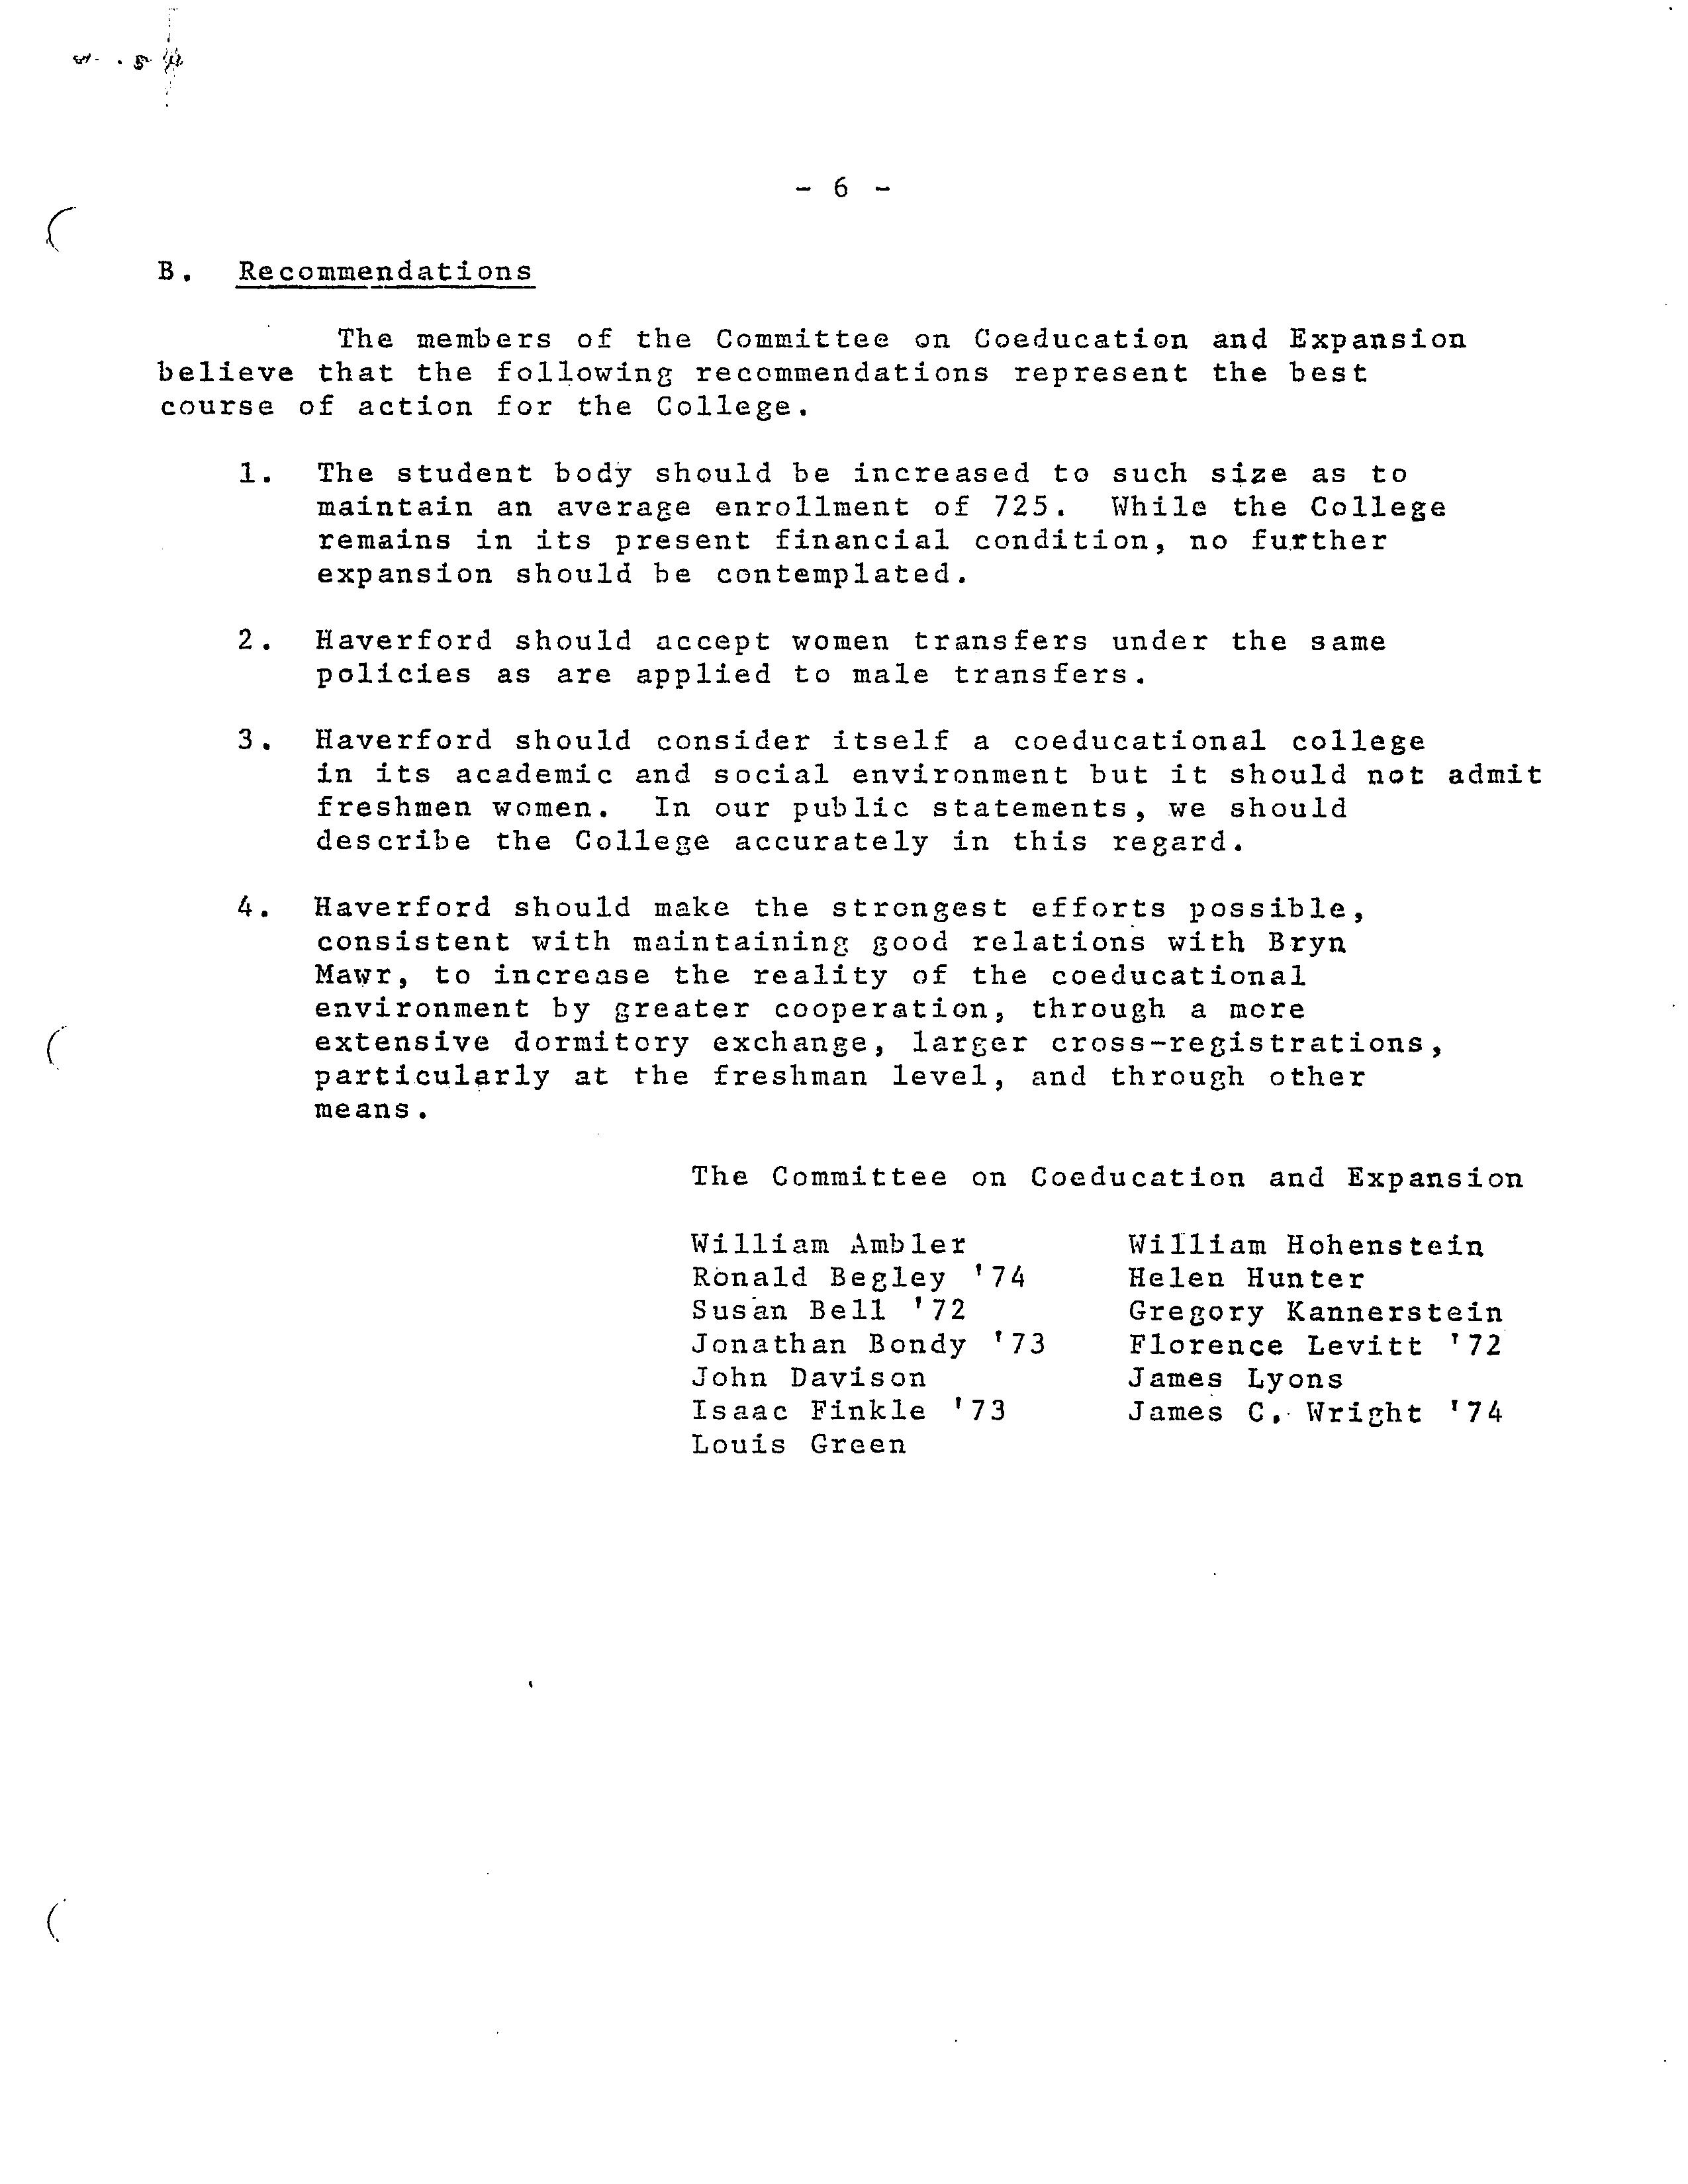 - 6 -
B. Recommendations
The members of the Committee on Coeducation and Expansion
believe that the following recommendations represent the best
course of action for the College.
1. The student body should be increased to such size as to
maintain an average enrollment of 725. While the College
remains in its present financial condition, no further
expansion should be contemplated.
2. Haverford should accept women transfers under the same
policies as are applied to male transfers.
3. Haverford should consider itself a coeducational college
in its academic and social environment but it should not admit
freshmen women. In our public statements, we should
describe the College accurately in this regard.
4. Haverford should make the strongest efforts possible,
consistent with maintaining good relations with Bryn
Mawr, to increase the reality of the coeducational
environment by greater cooperation, through a more
extensive dormitory exchange, larger cross-registrations,
particularly at the freshman level, and through other
means.
The Committee on Coeducation and Expansion
William Ambler
Ronald Begley '74
Susan Bell '72
Jonathan Bondy '73
John Davison
Isaac Finkle '73
Louis Green
William Hohenstein
Helen Hunter
Gregory Kannerstein
Florence Levitt '72
James Lyons
James C. Wright '74